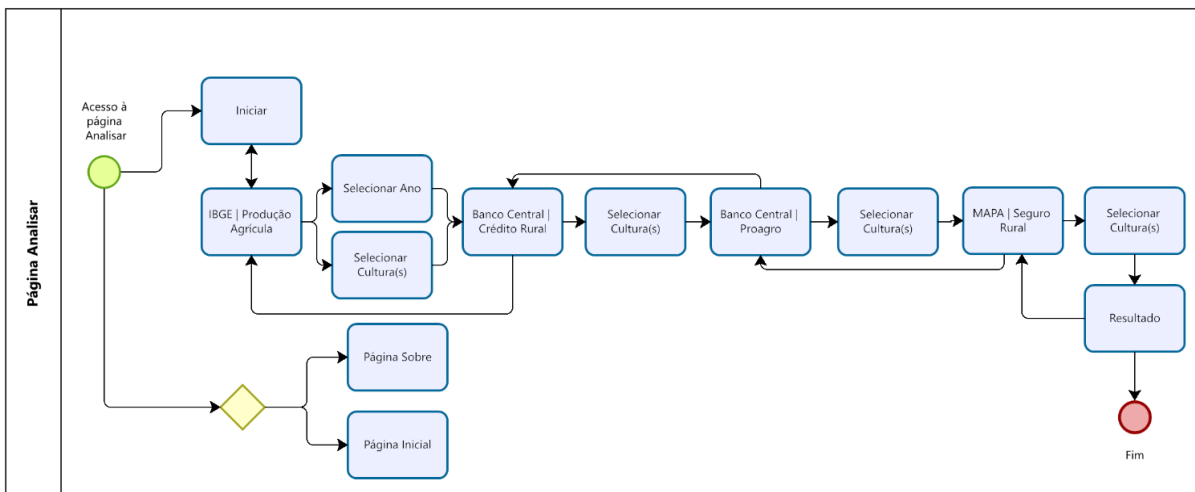 Página Analisar
Acesso à
página
Analisar
Iniciar
IBGE | Produção
Agrícula
Selecionar Ano
Selecionar
Cultura(s)
Banco Central |
Crédito Rural
Selecionar
Cultura(s)
Banco Central |
Proagro
Selecionar
Cultura(s)
MAPA | Seguro
Rural
Selecionar
Cultura(s)
Resultado
Fim
Página Sobre
Página Inicial